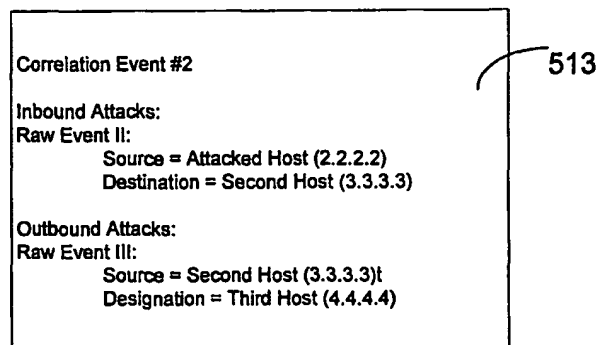 Correlation Event #2
513
Inbound Attacks:
Raw Event II:
Source = Attacked Host (2.2.2.2)
Destination = Second Host (3.3.3.3)
Outbound Attacks:
Raw Event III:
Source = Second Host (3.3.3.3)t
Designation = Third Host (4.4.4.4)